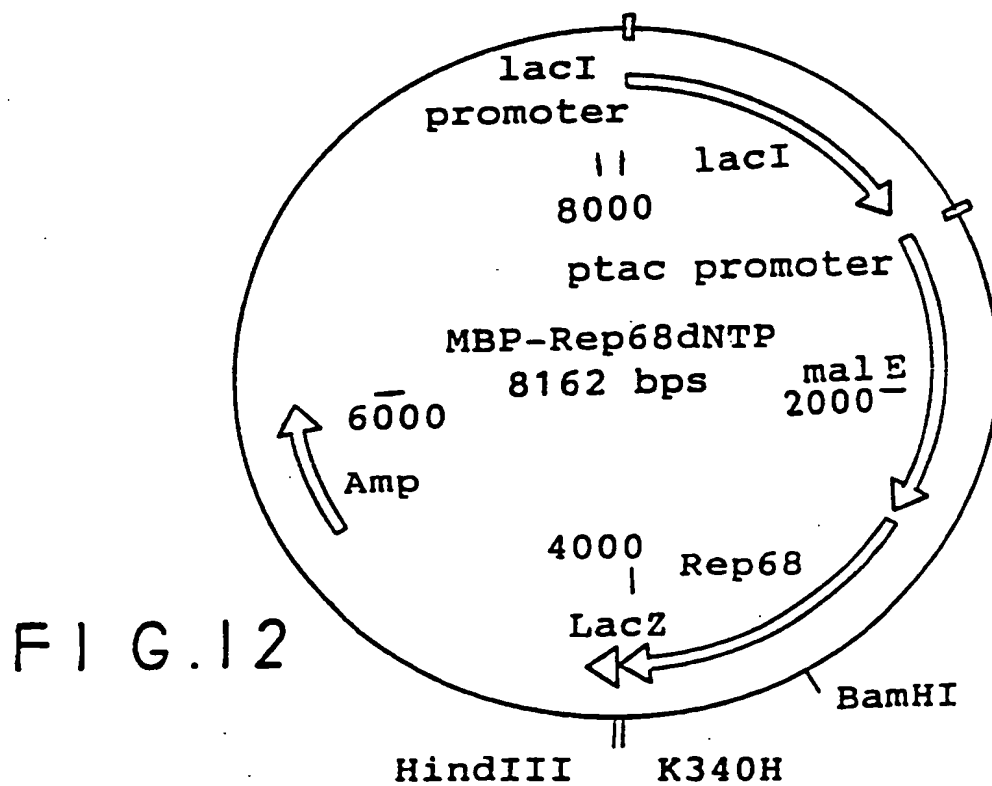 lacI
promoter
lacI
8000
ptac promoter
MBP-Rep68dNTP
8162 bps
mal E
2000
6000
Amp
4000
Rep68
LacZ
FIG.12
BamHI
HindIII K340H